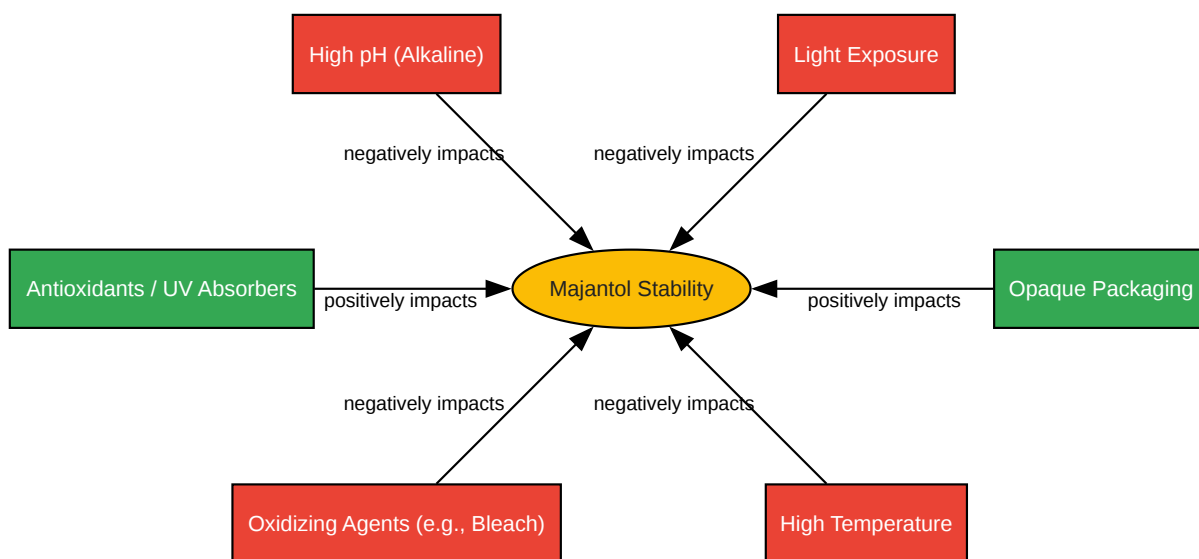 High pH (Alkaline)
Light Exposure
negatively impacts
negatively impacts
Antioxidants / UV Absorbers
positively impacts
Majantol Stability
positively impacts
Opaque Packaging
negatively impacts
negatively impacts
Oxidizing Agents (e.g., Bleach)
High Temperature